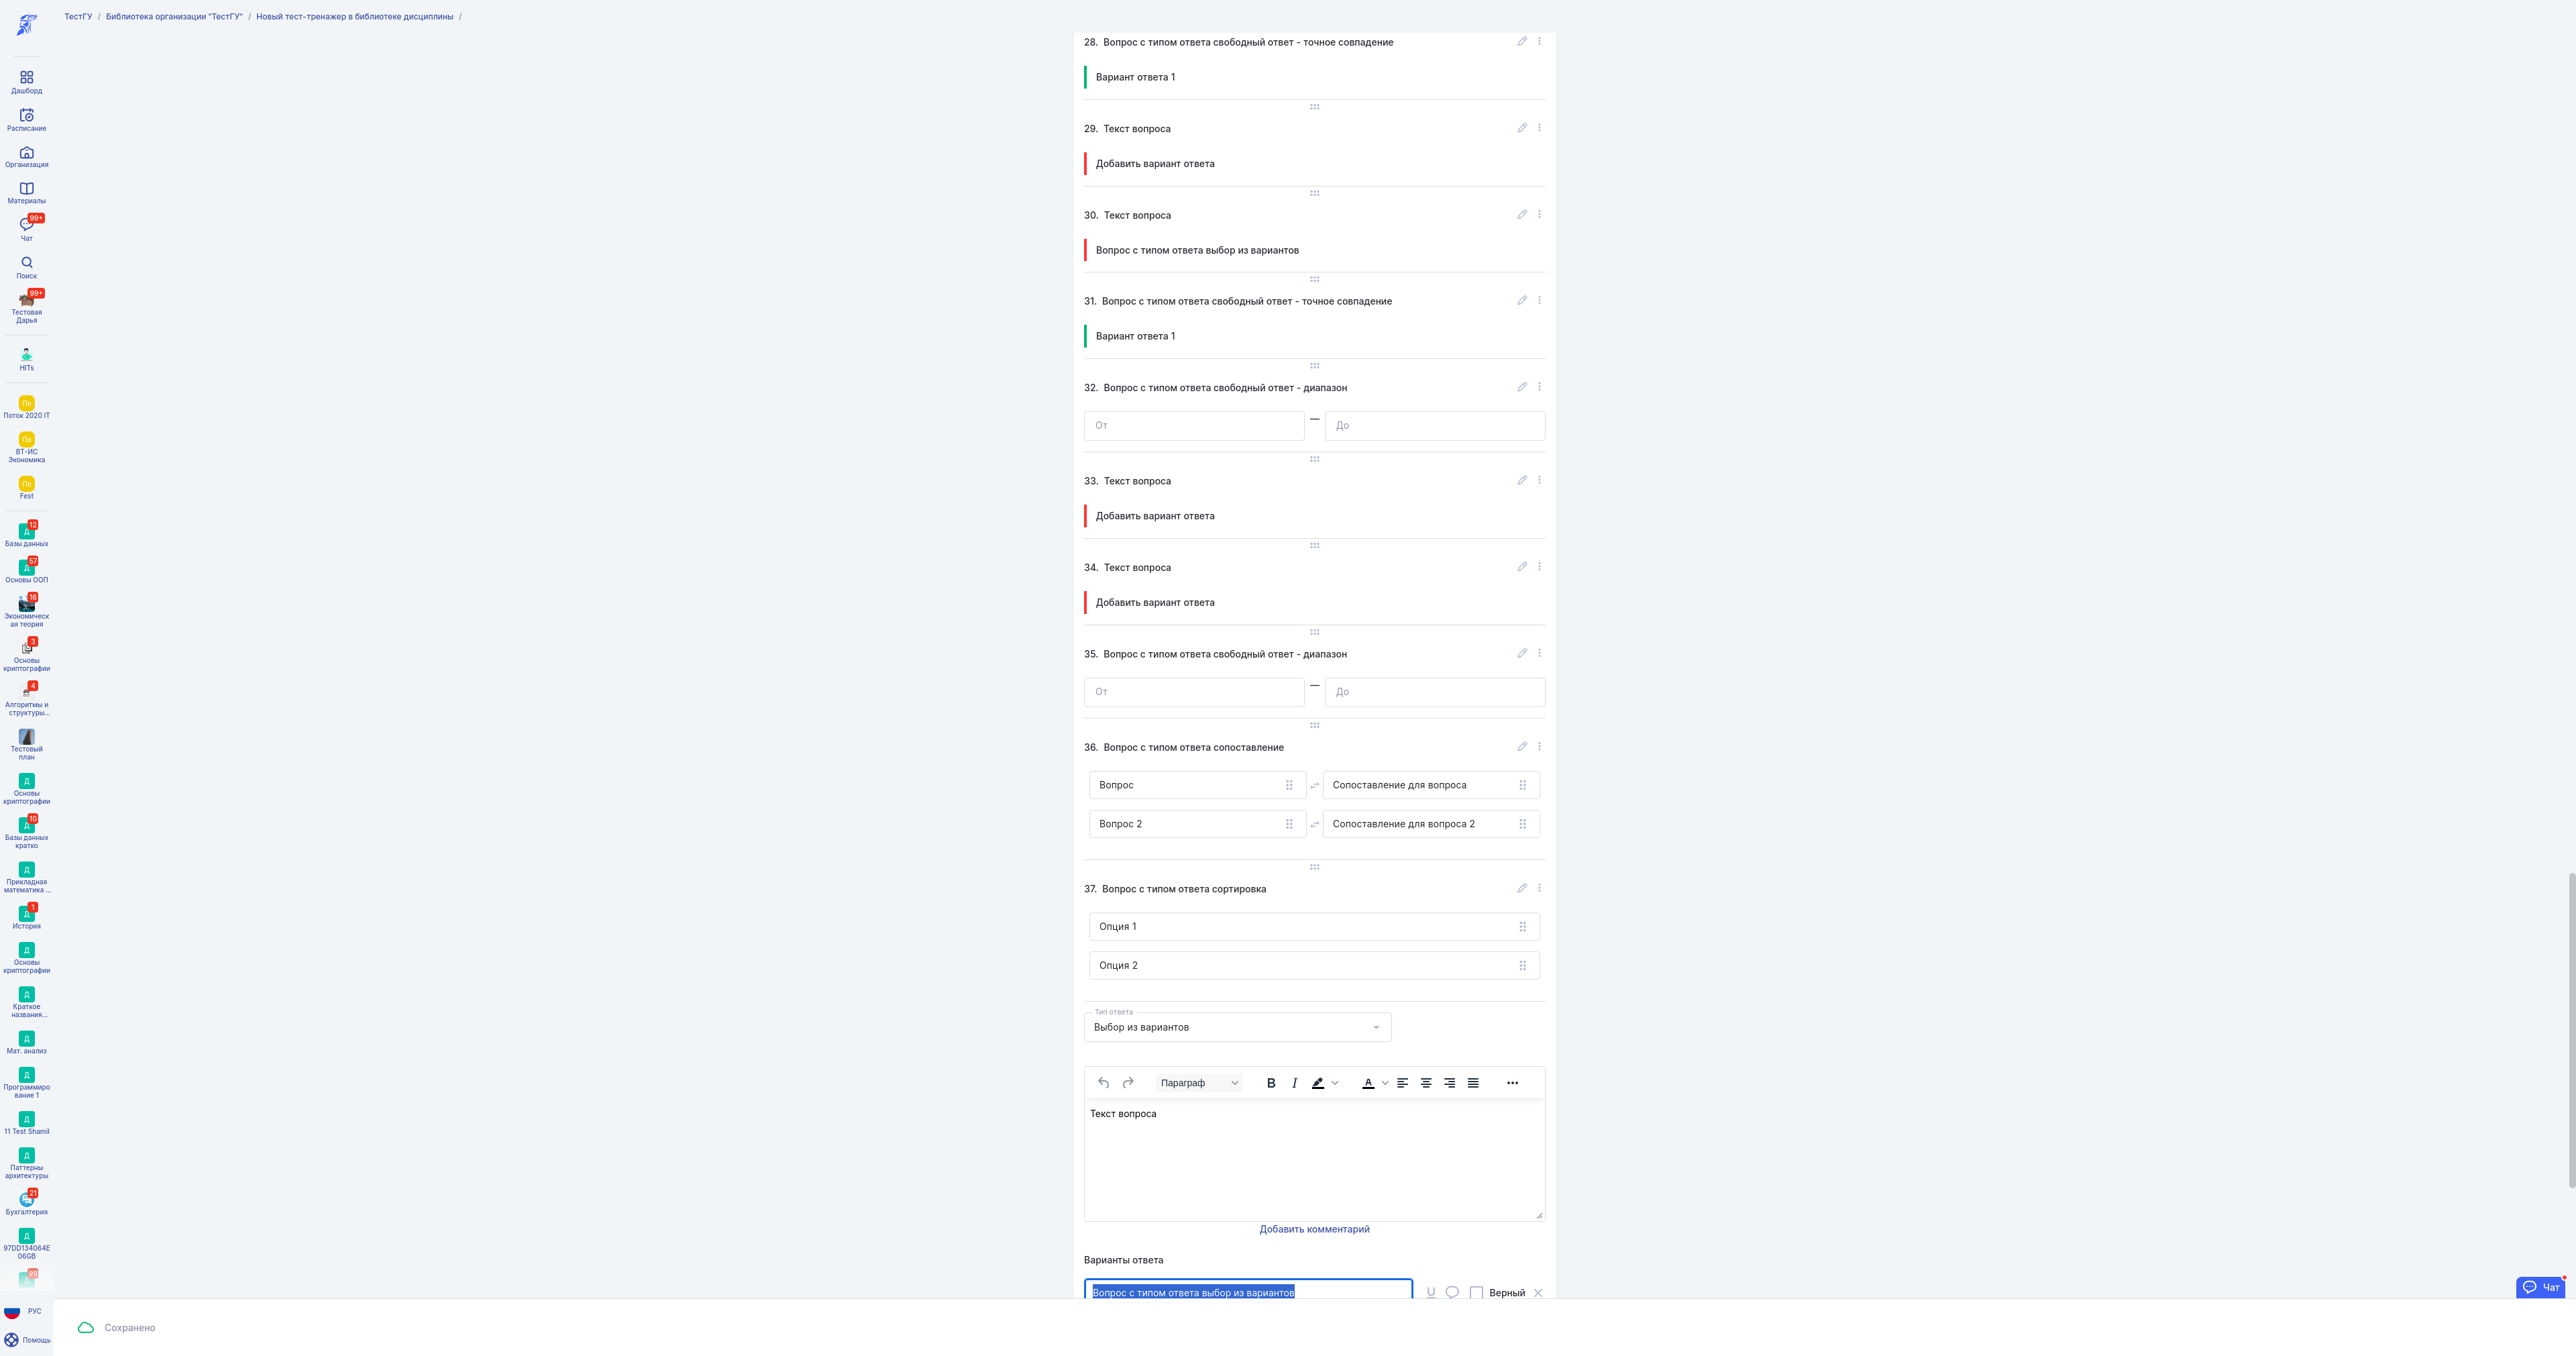 ТестГУ / Библиотека организации "ТестГУ" / Новый тест-тренажер в библиотеке дисциплины /
Дашборд
Расписание
Организация
Материалы
99+
Чат
Поиск
99+
Тестовая
Дарья
HITs
По
Поток 2020 IT
По
ВТ-ИС
Экономика
По
Fest
12
Д
Базы данных
57
Д
Основы ООП
16
Экономическ
ая теория
3
Основы
криптографии
4
Алгоритмы и
структуры...
Тестовый
план
Д
Основы
криптографии
10
Д
Базы данных
кратко
Д
Прикладная
математика ...
1
Д
История
Д
Основы
криптографии
Д
Краткое
названия...
Д
Мат. анализ
Д
Программиро
вание 1
Д
11 Test Shamil
Д
Паттерны
архитектуры
21
Бухгалтерия
Д
97DD134064E
06GB
99
Д
РУС
Помощь
28. Вопрос с типом ответа свободный ответ - точное совпадение
Вариант ответа 1
29. Текст вопроса
Добавить вариант ответа
30. Текст вопроса
Вопрос с типом ответа выбор из вариантов
31. Вопрос с типом ответа свободный ответ - точное совпадение
Вариант ответа 1
32. Вопрос с типом ответа свободный ответ - диапазон
От — До
33. Текст вопроса
Добавить вариант ответа
34. Текст вопроса
Добавить вариант ответа
35. Вопрос с типом ответа свободный ответ - диапазон
От — До
36. Вопрос с типом ответа сопоставление
Вопрос Сопоставление для вопроса
Вопрос 2 Сопоставление для вопроса 2
37. Вопрос с типом ответа сортировка
Опция 1
Опция 2
Тип ответа
Выбор из вариантов
Параграф B I A
Текст вопроса
Добавить комментарий
Варианты ответа
Вопрос с типом ответа выбор из вариантов Верный
Чат
Сохранено